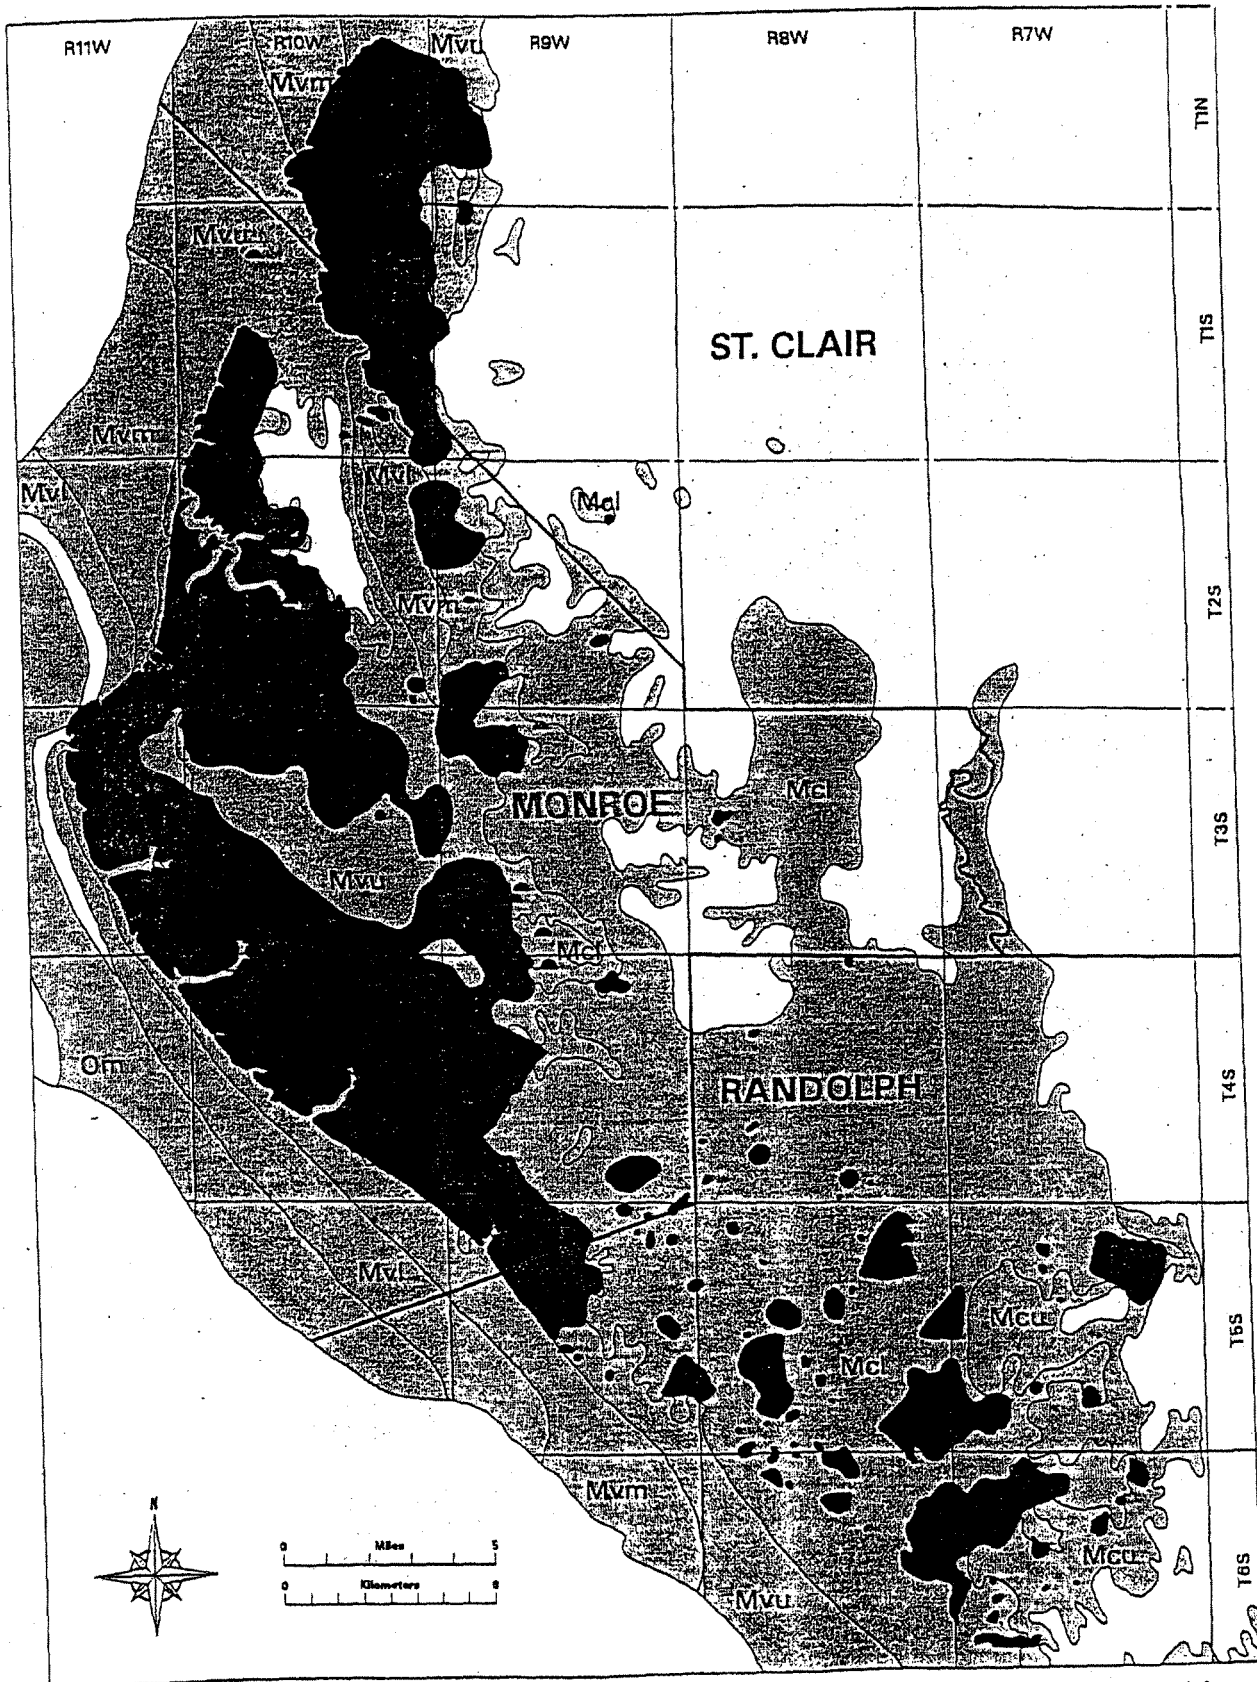 R11W
R10W
Mvu
R9W
R8W
R7W
Mvm
T1N
Mvu
T1S
ST. CLAIR
Mvm
Mvl
Mvl
Mcl
Mvm
T2S
MONROE
Mcl
T3S
Mvu
Mcl
Om
RANDOLPH
T4S
Mvl
Mcu
T5S
Mcl
Mvm
N
0 Miles 5
Mcu
0 Kilometers 8
Mvu
T6S